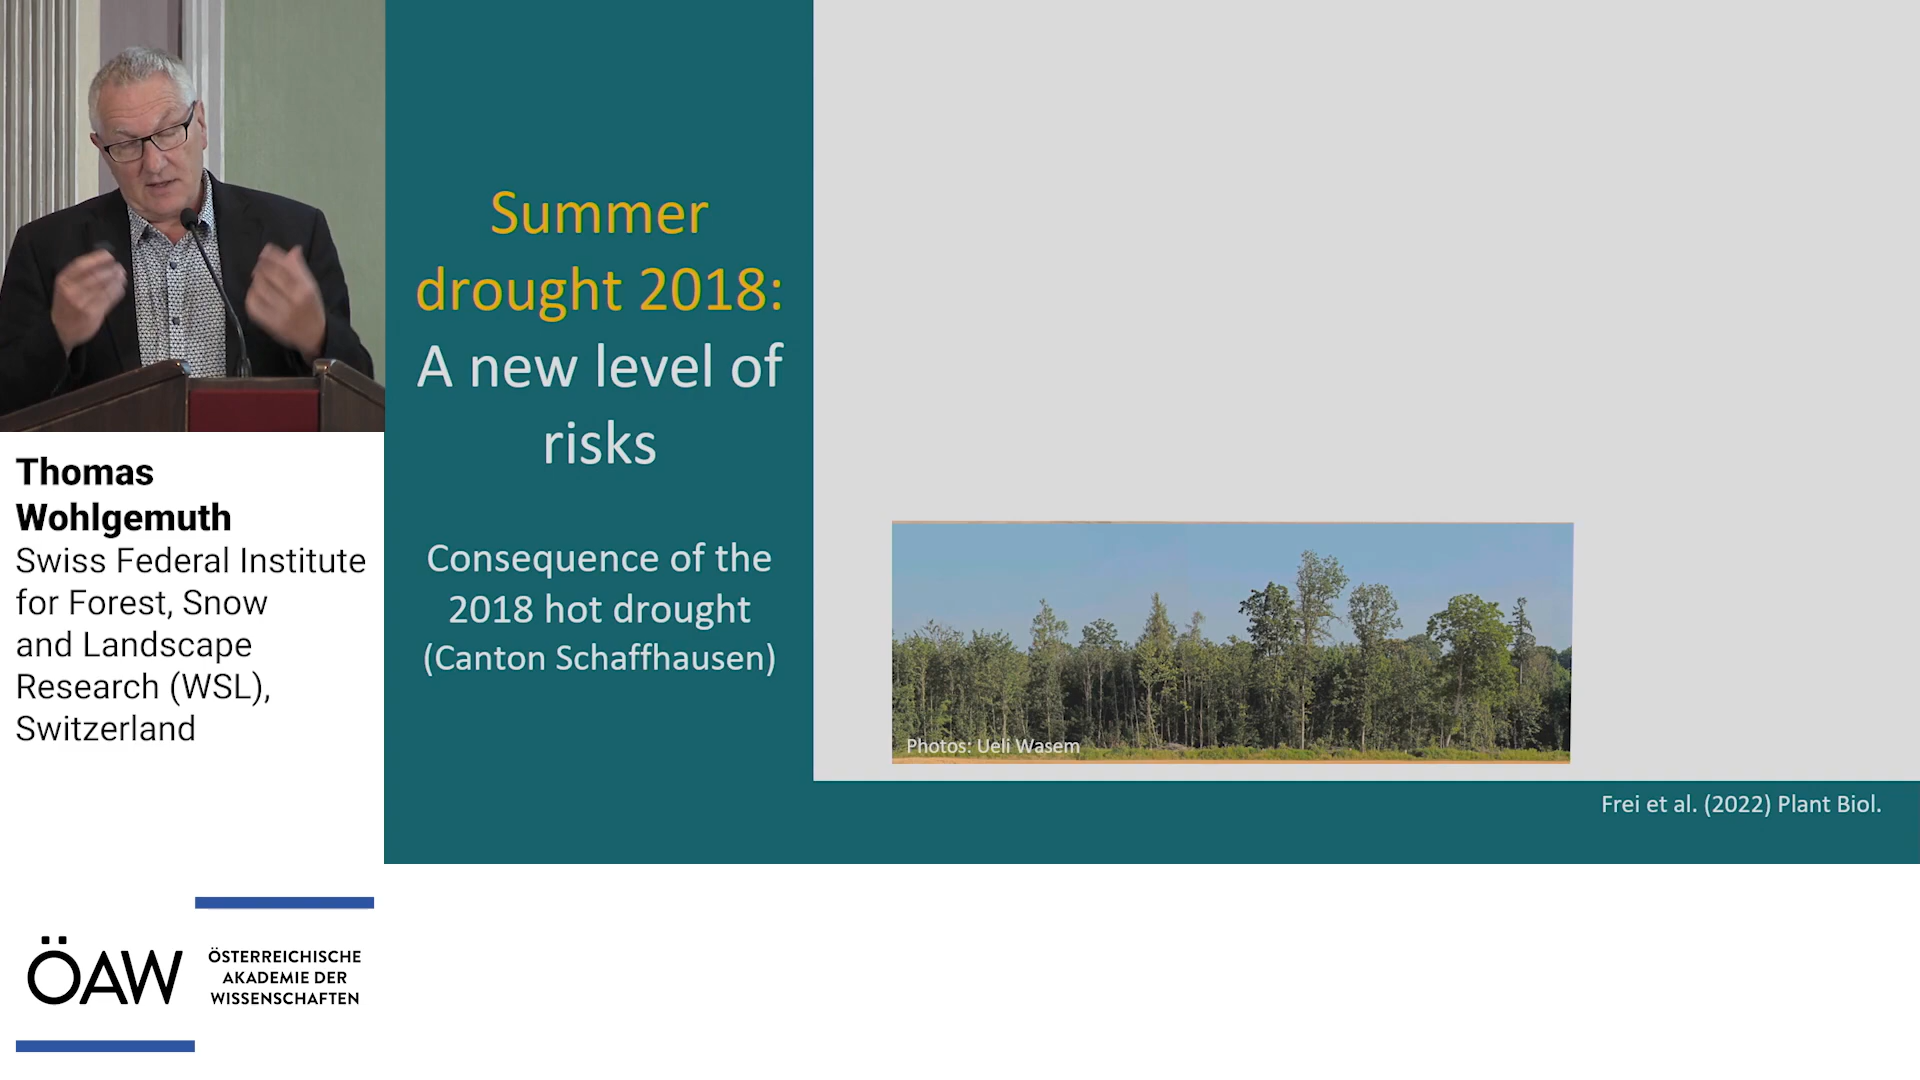 Summer
drought 2018:
A new level of
risks
Consequence of the
2018 hot drought
(Canton Schaffhausen)
Photos: Ueli Wasem
Frei et al. (2022) Plant Biol.
Thomas
Wohlgemuth
Swiss Federal Institute
for Forest, Snow
and Landscape
Research (WSL),
Switzerland
ÖAW
ÖSTERREICHISCHE
AKADEMIE DER
WISSENSCHAFTEN